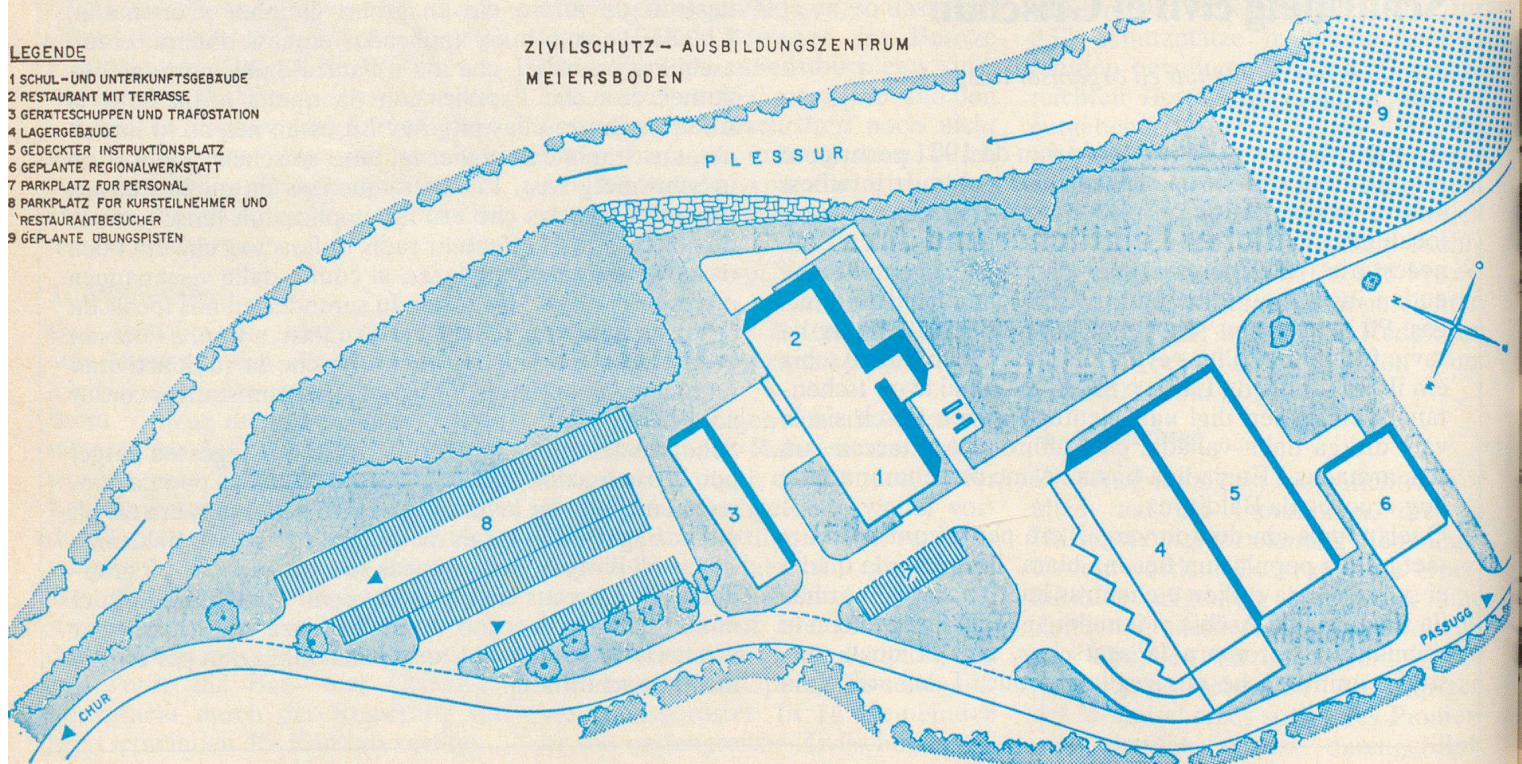 LEGENDE
1 SCHUL-UND UNTERKUNFTSGEBÄUDE
2 RESTAURANT MIT TERRASSE
3 GERÄTESCHUPPEN UND TRAFOSTATION
4 LAGERGEBÄUDE
5 GEDECKTER INSTRUKTIONSPLATZ
6 GEPLANTE REGIONALWERKSTATT
7 PARKPLATZ FÜR PERSONAL
8 PARKPLATZ FÜR KURSTEILNEHMER UND
RESTAURANTBESUCHER
9 GEPLANTE ÜBUNGSPISTEN
ZIVILSCHUTZ-AUSBILDUNGSZENTRUM
MEIERSBODEN
PLESSUR
9
N
O
S
W
2
1
8
3
7
5
6
4
CHUR
PASSUGG